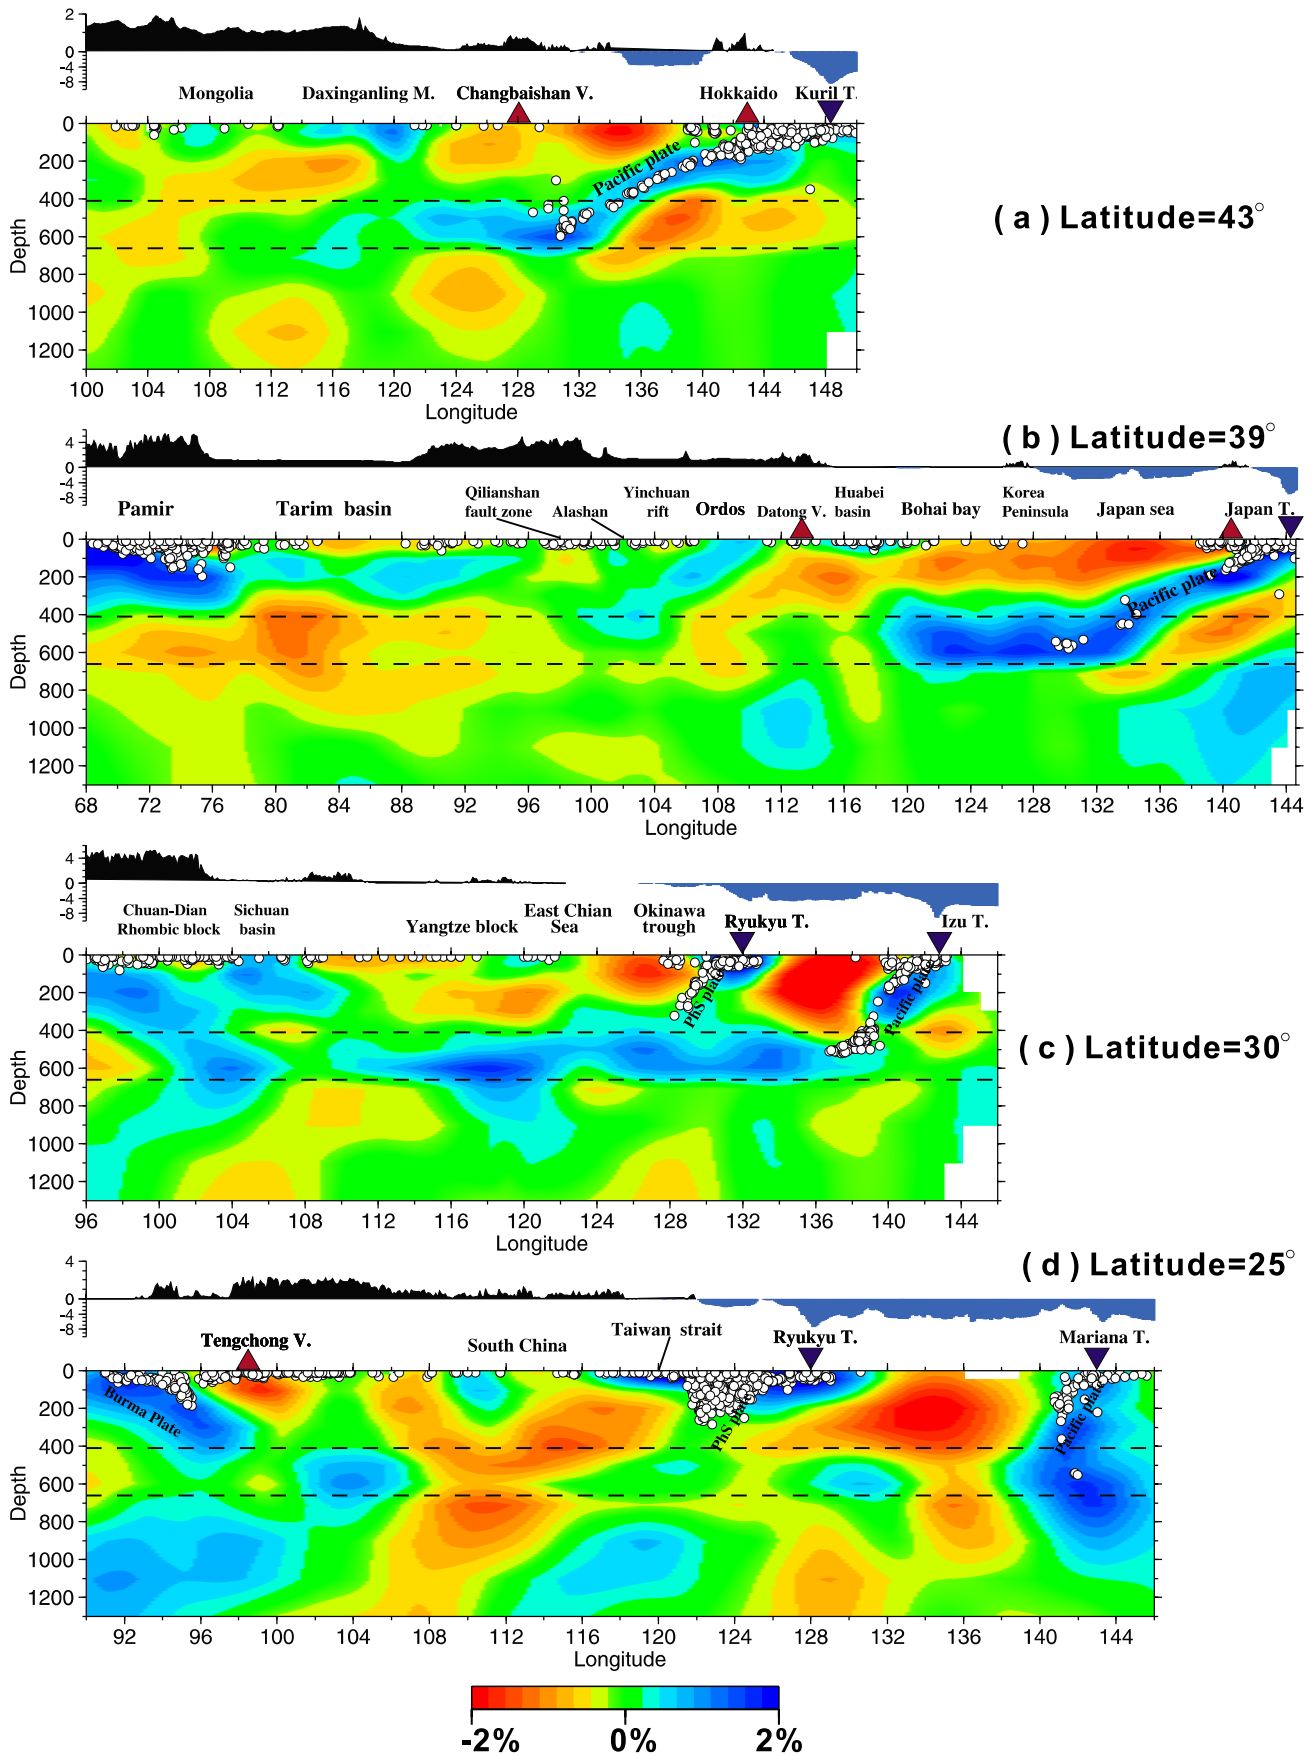 2
0
-4
-8
Mongolia Daxinganling M. Changbaishan V. Hokkaido Kuril T.
0
200
400
600
800
1000
1200
Depth
Pacific plate
100 104 108 112 116 120 124 128 132 136 140 144 148
Longitude
( a ) Latitude=43°
4
0
-4
-8
( b ) Latitude=39°
Pamir Tarim basin Qilianshan
fault zone Alashan Yinchuan
rift Ordos Datong V. Huabei
basin Bohai bay Korea
Peninsula Japan sea Japan T.
0
200
400
600
800
1000
1200
Depth
Pacific plate
68 72 76 80 84 88 92 96 100 104 108 112 116 120 124 128 132 136 140 144
Longitude
4
0
-4
-8
Chuan-Dian
Rhombic block Sichuan
basin Yangtze block East Chian
Sea Okinawa
trough Ryukyu T. Izu T.
0
200
400
600
800
1000
1200
Depth
PhS plate
Pacific plate
96 100 104 108 112 116 120 124 128 132 136 140 144
Longitude
( c ) Latitude=30°
4
0
-4
-8
( d ) Latitude=25°
Tengchong V. South China Taiwan strait Ryukyu T. Mariana T.
0
200
400
600
800
1000
1200
Depth
Burma Plate
PhS plate
Pacific plate
92 96 100 104 108 112 116 120 124 128 132 136 140 144
Longitude
-2% 0% 2%